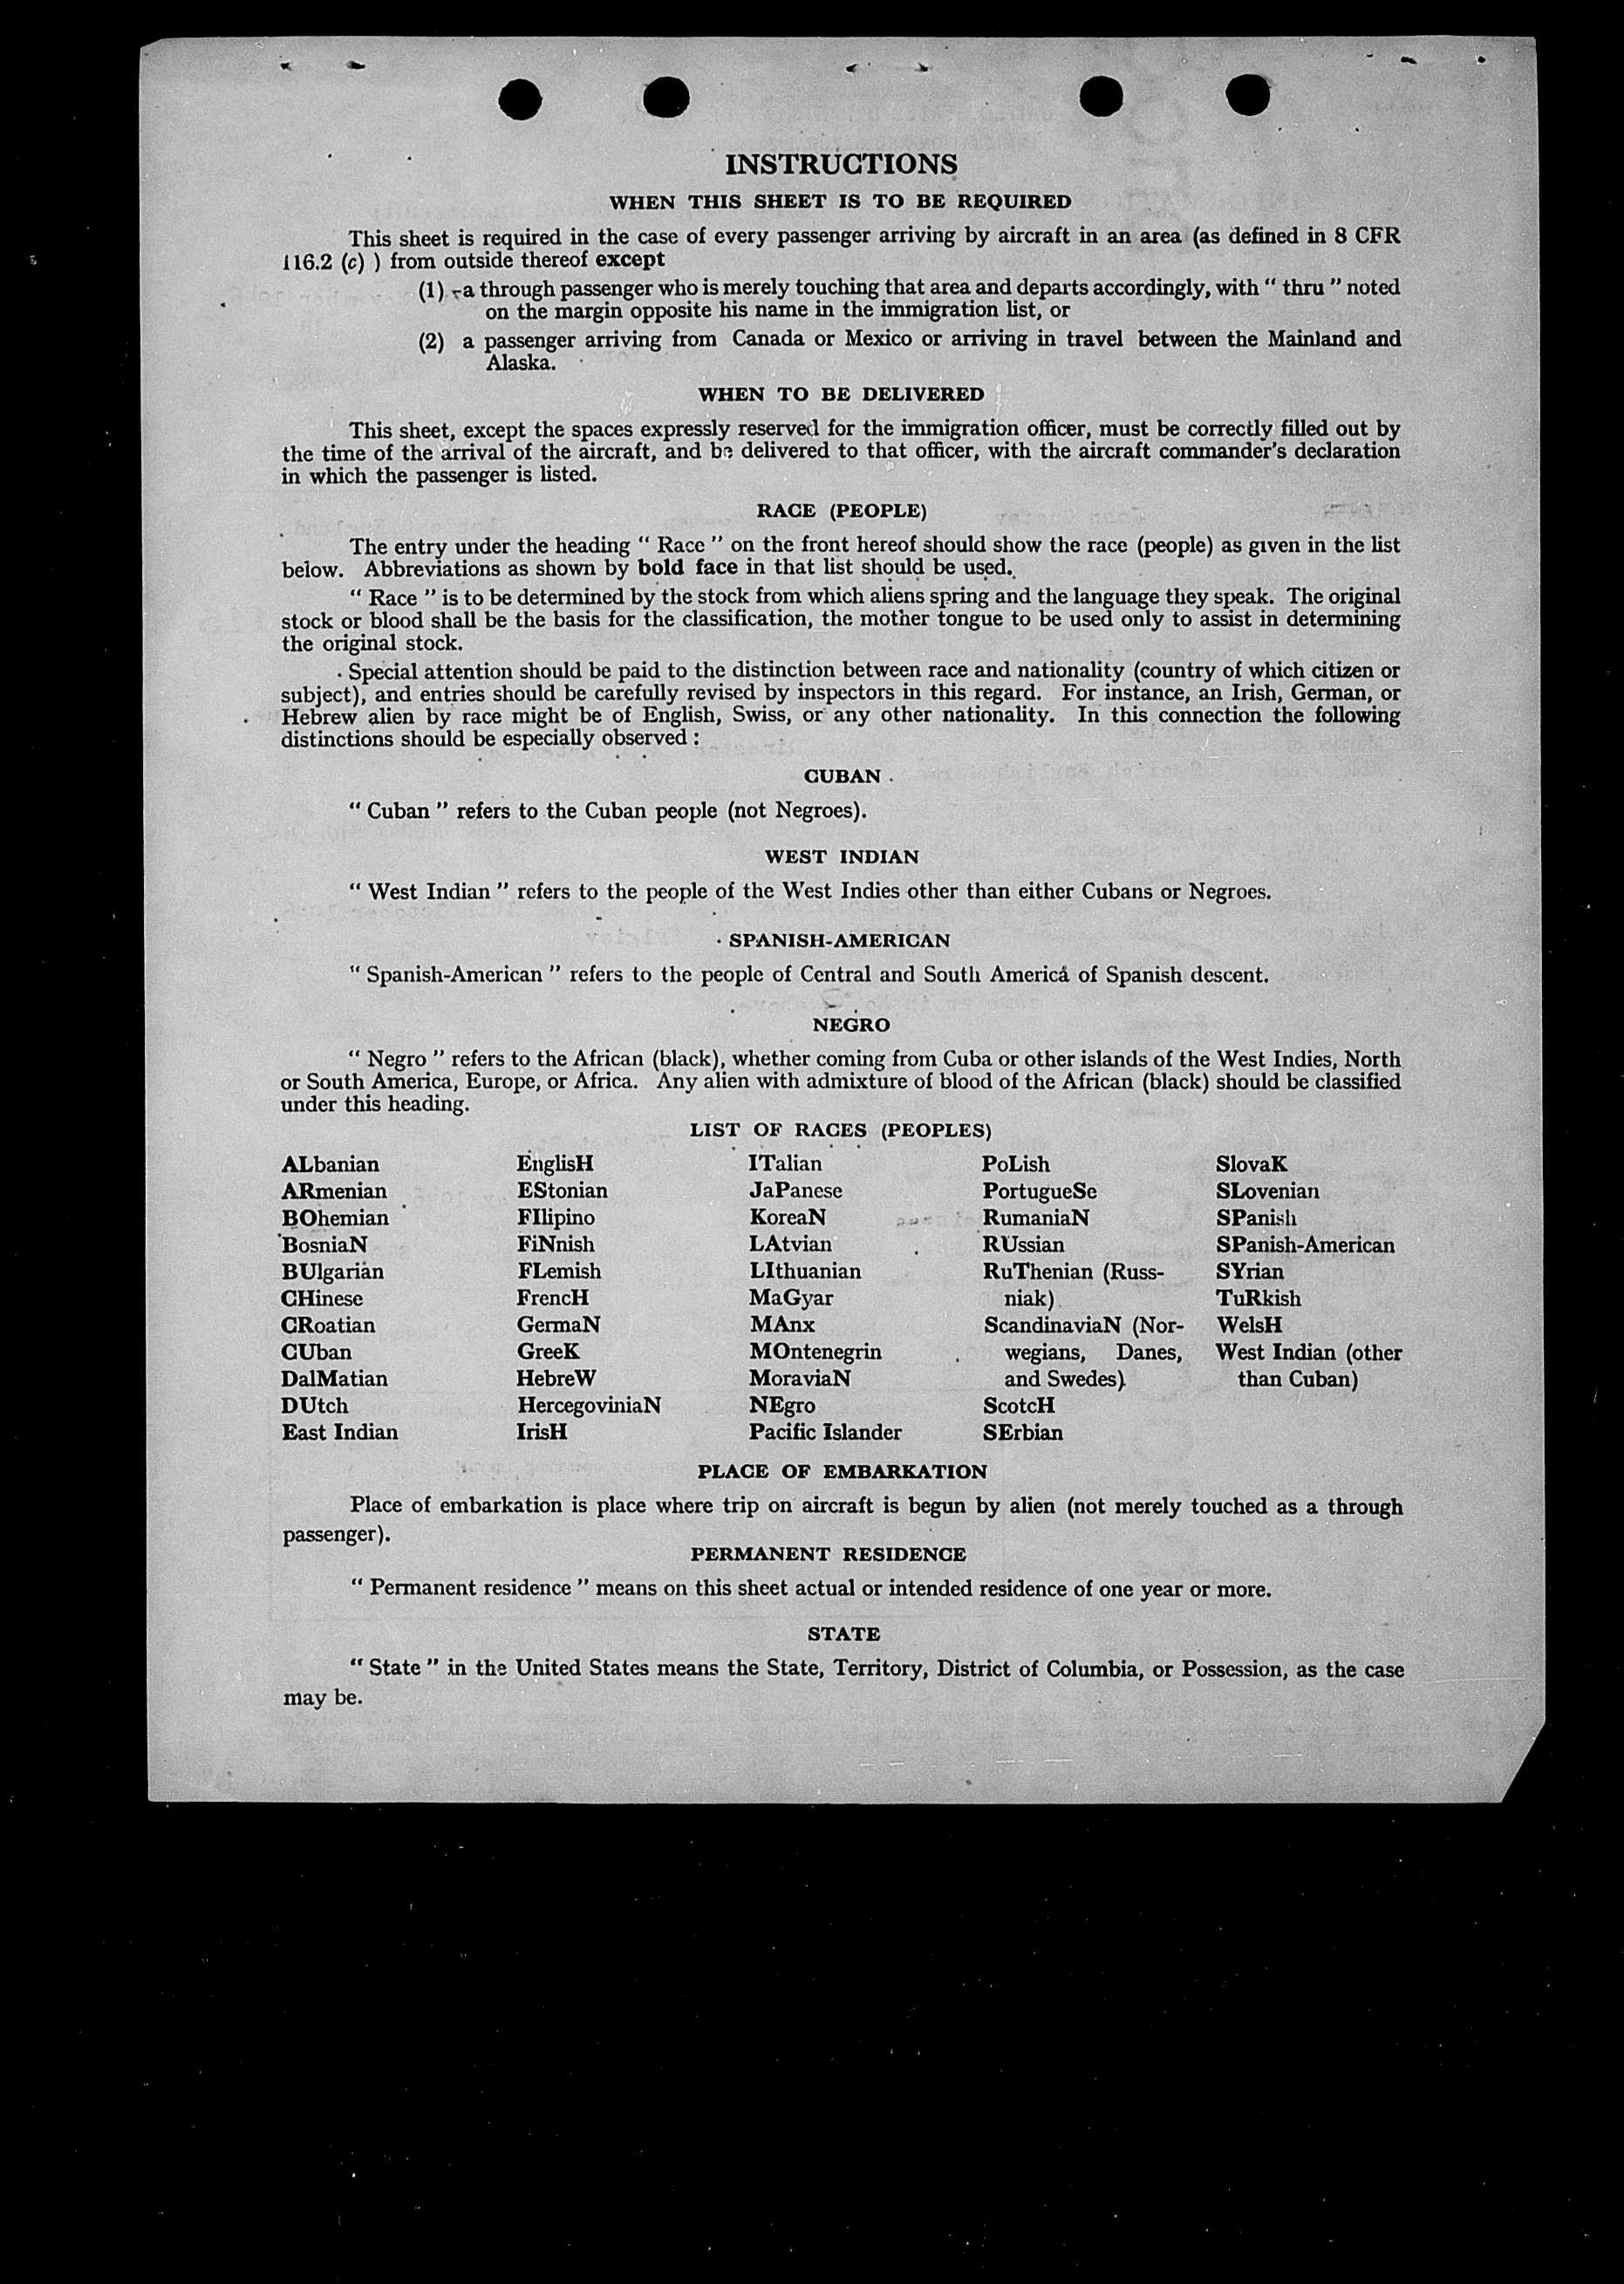 INSTRUCTIONS
WHEN THIS SHEET IS TO BE REQUIRED
This sheet is required in the case of every passenger arriving by aircraft in an area (as defined in 8 CFR
116.2 (c) ) from outside thereof except
(1) a through passenger who is merely touching that area and departs accordingly, with " thru " noted
on the margin opposite his name in the immigration list, or
(2) a passenger arriving from Canada or Mexico or arriving in travel between the Mainland and
Alaska.
WHEN TO BE DELIVERED
This sheet, except the spaces expressly reserved for the immigration officer, must be correctly filled out by
the time of the arrival of the aircraft, and be delivered to that officer, with the aircraft commander's declaration
in which the passenger is listed.
RACE (PEOPLE)
The entry under the heading " Race " on the front hereof should show the race (people) as given in the list
below. Abbreviations as shown by bold face in that list should be used.
" Race " is to be determined by the stock from which aliens spring and the language they speak. The original
stock or blood shall be the basis for the classification, the mother tongue to be used only to assist in determining
the original stock.
Special attention should be paid to the distinction between race and nationality (country of which citizen or
subject), and entries should be carefully revised by inspectors in this regard. For instance, an Irish, German, or
Hebrew alien by race might be of English, Swiss, or any other nationality. In this connection the following
distinctions should be especially observed :
CUBAN
" Cuban " refers to the Cuban people (not Negroes).
WEST INDIAN
" West Indian " refers to the people of the West Indies other than either Cubans or Negroes.
SPANISH-AMERICAN
" Spanish-American " refers to the people of Central and South America of Spanish descent.
NEGRO
" Negro " refers to the African (black), whether coming from Cuba or other islands of the West Indies, North
or South America, Europe, or Africa. Any alien with admixture of blood of the African (black) should be classified
under this heading.
LIST OF RACES (PEOPLES)
ALbanian
ARmenian
BOhemian
BosniaN
BUlgarian
CHinese
CRoatian
CUban
DalMatian
DUtch
East Indian
EnglisH
EStonian
FIlipino
FiNnish
FLemish
FrencH
GermaN
GreeK
HebreW
HercegoviniaN
IrisH
ITalian
JaPanese
KoreaN
LAtvian
LIthuanian
MaGyar
MAnx
MOntenegrin
MoraviaN
NEgro
Pacific Islander
PoLish
PortugueSe
RumaniaN
RUssian
RuThenian (Russ-
niak)
ScandinaviaN (Nor-
wegians, Danes,
and Swedes)
ScotcH
SErbian
SlovaK
SLovenian
SPanish
SPanish-American
SYrian
TuRkish
WelsH
West Indian (other
than Cuban)
PLACE OF EMBARKATION
Place of embarkation is place where trip on aircraft is begun by alien (not merely touched as a through
passenger).
PERMANENT RESIDENCE
" Permanent residence " means on this sheet actual or intended residence of one year or more.
STATE
" State " in the United States means the State, Territory, District of Columbia, or Possession, as the case
may be.